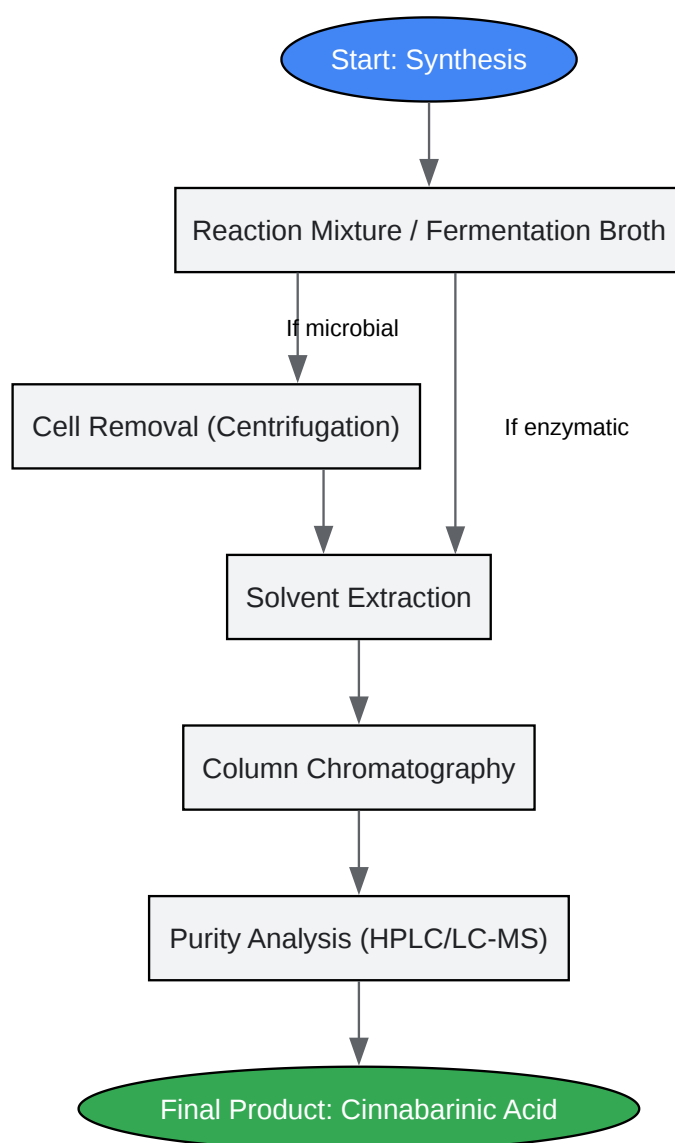 Start: Synthesis
Reaction Mixture / Fermentation Broth
If microbial
Cell Removal (Centrifugation)
If enzymatic
Solvent Extraction
Column Chromatography
Purity Analysis (HPLC/LC-MS)
Final Product: Cinnabarinic Acid